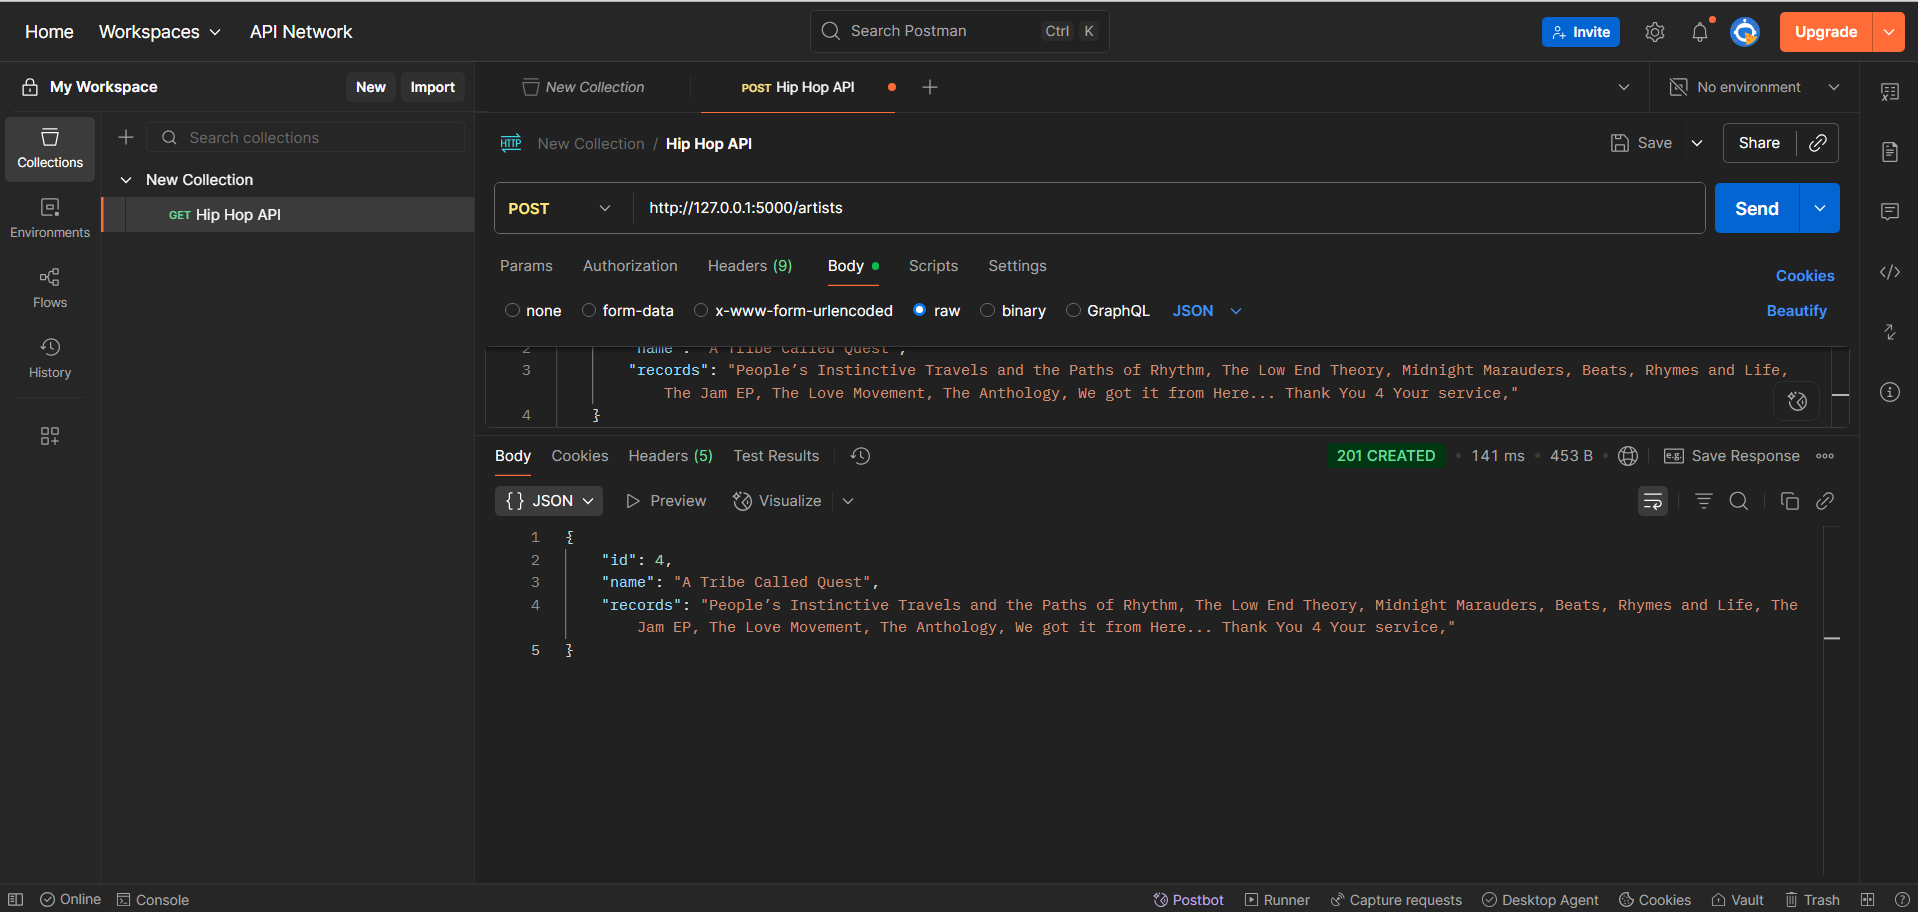 Home Workspaces API Network Search Postman Ctrl K Invite Upgrade
My Workspace New Import New Collection POST Hip Hop API No environment
Search collections
Collections
New Collection
GET Hip Hop API
Environments
Flows
History
New Collection / Hip Hop API Save Share
POST http://127.0.0.1:5000/artists Send
Params Authorization Headers (9) Body Scripts Settings Cookies
none form-data x-www-form-urlencoded raw binary GraphQL JSON Beautify
2 "name": "A Tribe Called Quest",
3 "records": "People’s Instinctive Travels and the Paths of Rhythm, The Low End Theory, Midnight Marauders, Beats, Rhymes and Life,
The Jam EP, The Love Movement, The Anthology, We got it from Here... Thank You 4 Your service,"
4 }
Body Cookies Headers (5) Test Results 201 CREATED • 141 ms • 453 B • e.g. Save Response
{} JSON Preview Visualize
1 {
2 "id": 4,
3 "name": "A Tribe Called Quest",
4 "records": "People’s Instinctive Travels and the Paths of Rhythm, The Low End Theory, Midnight Marauders, Beats, Rhymes and Life, The
Jam EP, The Love Movement, The Anthology, We got it from Here... Thank You 4 Your service,"
5 }
Online Console Postbot Runner Capture requests Desktop Agent Cookies Vault Trash